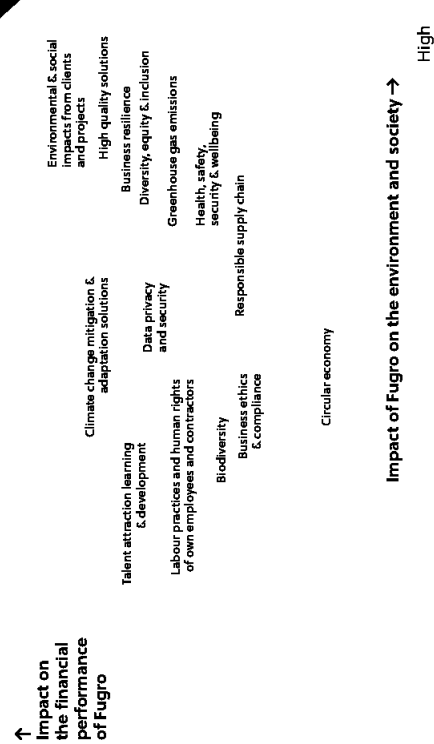 ↑
Impact on
the financial
performance
of Fugro
Environmental & social
impacts from clients
and projects
High quality solutions
Climate change mitigation &
adaptation solutions
Business resilience
Diversity, equity & inclusion
Talent attraction learning
& development
Data privacy
and security
Greenhouse gas emissions
Labour practices and human rights
of own employees and contractors
Health, safety,
security & wellbeing
Biodiversity
Responsible supply chain
Business ethics
& compliance
Circular economy
Impact of Fugro on the environment and society →
High